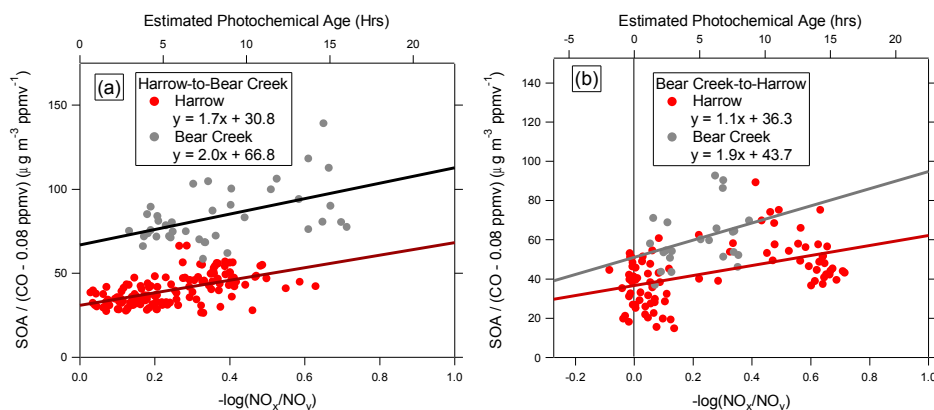 Estimated Photochemical Age (Hrs)
0 5 10 15 20
SOA / (CO - 0.08 ppmv) (μ g m⁻³ ppmv⁻¹)
150
100
50
0
(a)
Harrow-to-Bear Creek
Harrow
y = 1.7x + 30.8
Bear Creek
y = 2.0x + 66.8
0.0 0.2 0.4 0.6 0.8 1.0
-log(NOₓ/NOᵧ)
Estimated Photochemical Age (hrs)
-5 0 5 10 15 20
SOA / (CO - 0.08 ppmv) (μ g m⁻³ ppmv⁻¹)
140
120
100
80
60
40
20
0
(b)
Bear Creek-to-Harrow
Harrow
y = 1.1x + 36.3
Bear Creek
y = 1.9x + 43.7
-0.2 0.0 0.2 0.4 0.6 0.8 1.0
-log(NOₓ/NOᵧ)